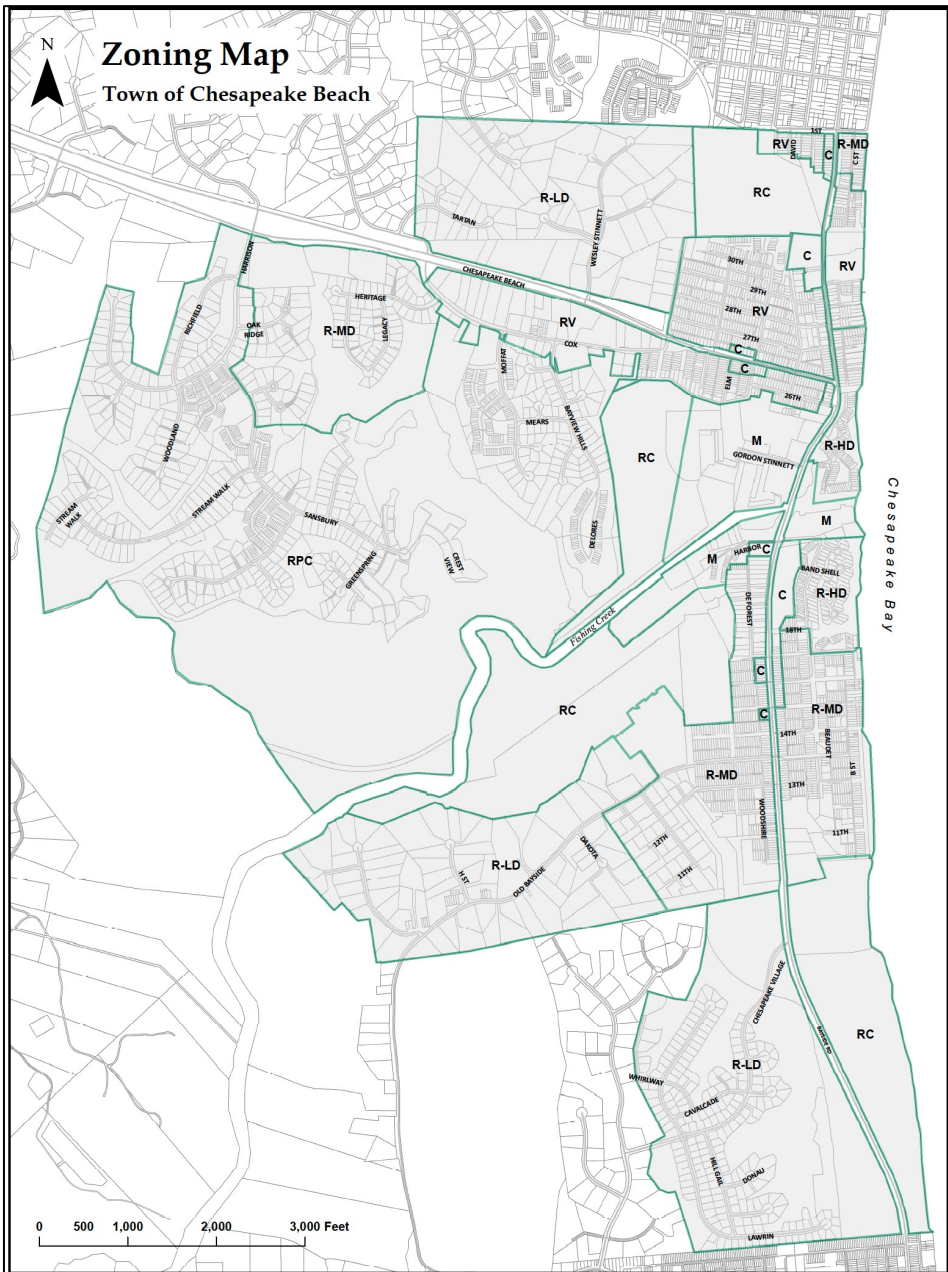 N
Zoning Map
Town of Chesapeake Beach
1ST
RV
DAVID
C
R-MD
C ST
R-LD
RC
TARTAN
WESLEY STINNETT
HARRISON
30TH
C
RV
CHESAPEAKE BEACH
29TH
HERITAGE
28TH
RV
RICHFIELD
OAK
RIDGE
R-MD
LEGACY
RV
27TH
COX
C
MOFFAT
C
ELM
26TH
MEARS
BAYVIEW HILLS
WOODLAND
M
R-HD
RC
GORDON STINNETT
STREAM WALK
STREAM
WALK
SANSBURY
M
DELORES
Chesapeake Bay
RPC
GREENSPRING
CREST
VIEW
M
HARBOR
C
BAND SHELL
DE FOREST
C
R-HD
Fishing Creek
18TH
C
RC
C
R-MD
14TH
BEAUDET
B ST
R-MD
13TH
WOODSHIRE
11TH
12TH
DAKOTA
R-LD
H ST
OLD BAYSIDE
11TH
CHESAPEAKE VILLAGE
BAYSIDE RD
RC
R-LD
WHIRLWAY
CAVALCADE
HILL GAIL
DONAU
LAWRIN
0 500 1,000 2,000 3,000 Feet